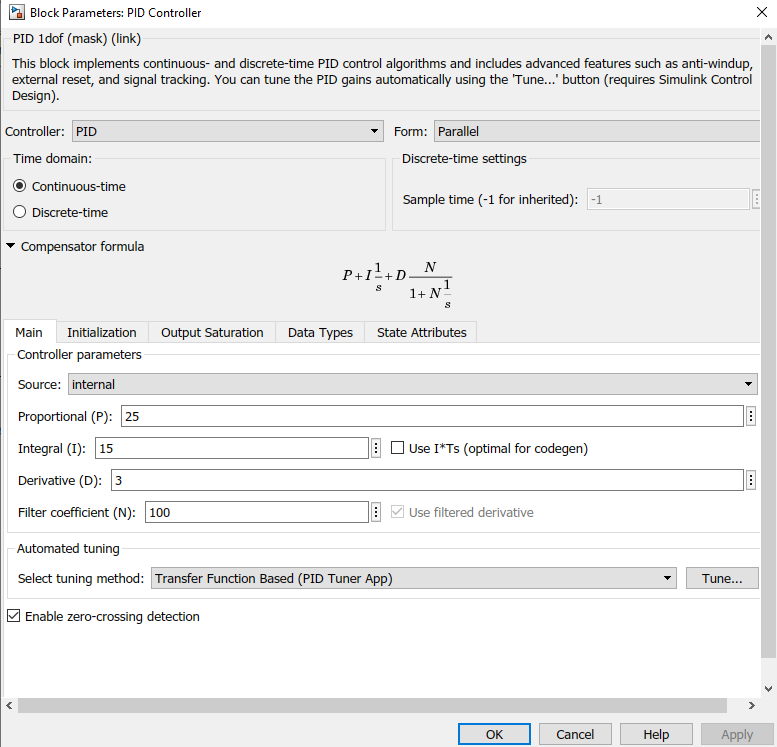 Block Parameters: PID Controller
PID 1dof (mask) (link)
This block implements continuous- and discrete-time PID control algorithms and includes advanced features such as anti-windup,
external reset, and signal tracking. You can tune the PID gains automatically using the 'Tune...' button (requires Simulink Control
Design).
Controller: PID Form: Parallel
Time domain: Discrete-time settings
Continuous-time
Sample time (-1 for inherited): -1
Discrete-time
Compensator formula
P + I 1/s + D N/(1 + N 1/s)
Main Initialization Output Saturation Data Types State Attributes
Controller parameters
Source: internal
Proportional (P): 25
Integral (I): 15 Use I*Ts (optimal for codegen)
Derivative (D): 3
Filter coefficient (N): 100 Use filtered derivative
Automated tuning
Select tuning method: Transfer Function Based (PID Tuner App) Tune...
Enable zero-crossing detection
OK Cancel Help Apply